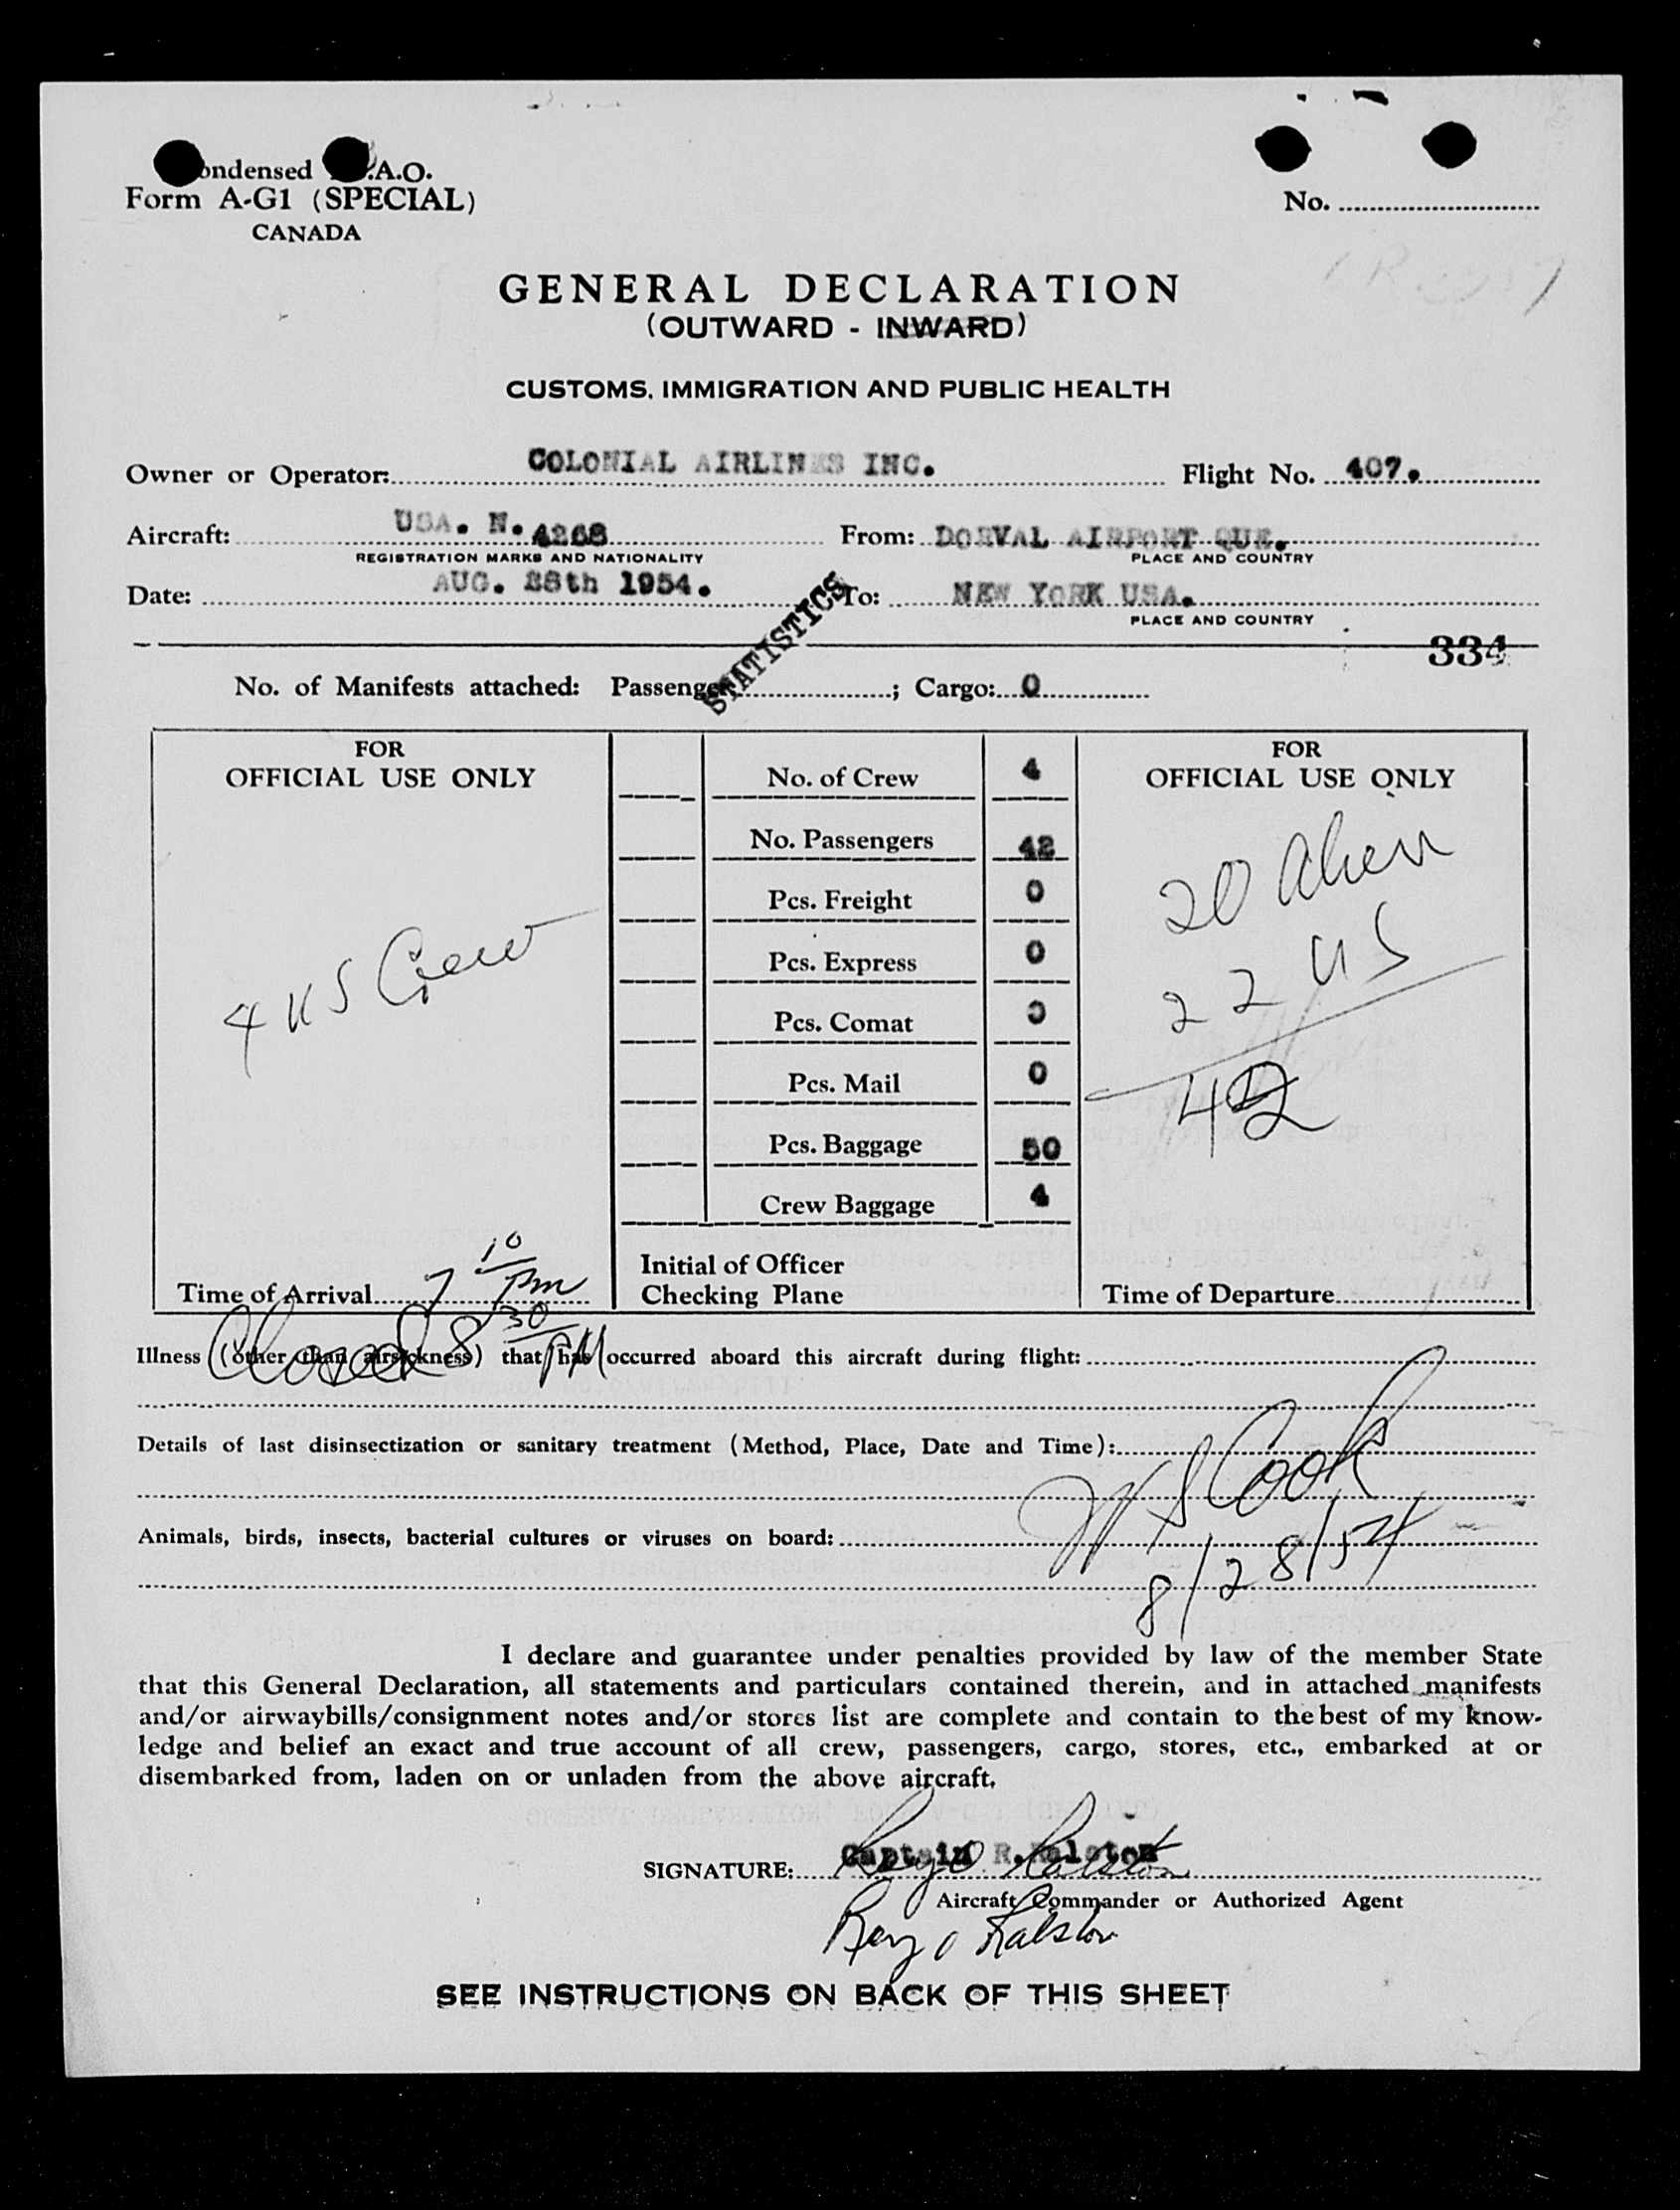 ondensed .A.O.
Form A-G1 (SPECIAL)
CANADA
No.
GENERAL DECLARATION
(OUTWARD - INWARD)
CUSTOMS, IMMIGRATION AND PUBLIC HEALTH
Owner or Operator: COLONIAL AIRLINES INC. Flight No. 407.
Aircraft: USA. N. 4268 From: DORVAL AIRPORT QUE.
REGISTRATION MARKS AND NATIONALITY PLACE AND COUNTRY
Date: AUG. 28th 1954. To: NEW YORK USA.
PLACE AND COUNTRY
STATISTICS
334
No. of Manifests attached: Passenger ; Cargo: 0
FOR
OFFICIAL USE ONLY
4 US Crew
Time of Arrival 7 10 Pm
No. of Crew 4
No. Passengers 42
Pcs. Freight 0
Pcs. Express 0
Pcs. Comat 0
Pcs. Mail 0
Pcs. Baggage 50
Crew Baggage 4
Initial of Officer
Checking Plane
FOR
OFFICIAL USE ONLY
20 Alien
22 US
42
Time of Departure
Closed 8 30 PM
Illness (other than airsickness) that has occurred aboard this aircraft during flight:
Details of last disinsectization or sanitary treatment (Method, Place, Date and Time):
Cook
Animals, birds, insects, bacterial cultures or viruses on board:
8/28/54
I declare and guarantee under penalties provided by law of the member State
that this General Declaration, all statements and particulars contained therein, and in attached manifests
and/or airwaybills/consignment notes and/or stores list are complete and contain to the best of my know-
ledge and belief an exact and true account of all crew, passengers, cargo, stores, etc., embarked at or
disembarked from, laden on or unladen from the above aircraft.
SIGNATURE: Captain R. Ralston
Aircraft Commander or Authorized Agent
Ralston
SEE INSTRUCTIONS ON BACK OF THIS SHEET